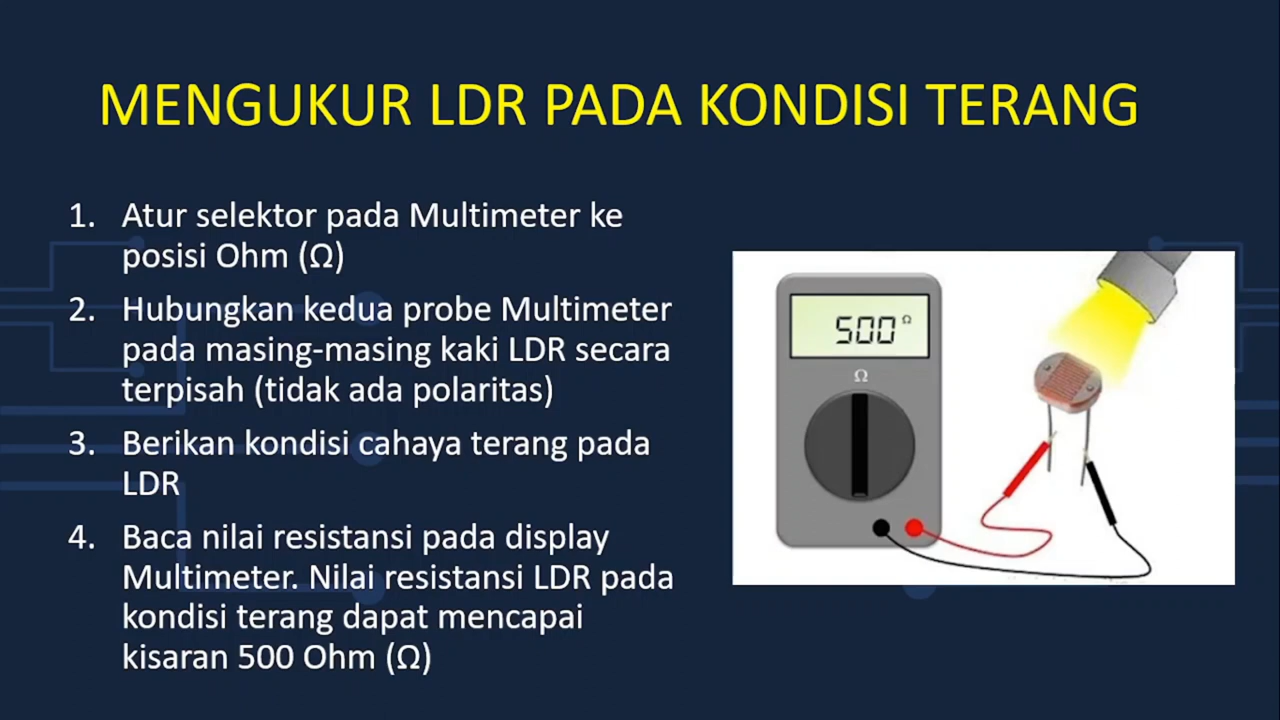 MENGUKUR LDR PADA KONDISI TERANG
1. Atur selektor pada Multimeter ke
posisi Ohm (Ω)
2. Hubungkan kedua probe Multimeter
pada masing-masing kaki LDR secara
terpisah (tidak ada polaritas)
3. Berikan kondisi cahaya terang pada
LDR
4. Baca nilai resistansi pada display
Multimeter. Nilai resistansi LDR pada
kondisi terang dapat mencapai
kisaran 500 Ohm (Ω)
500 Ω
Ω